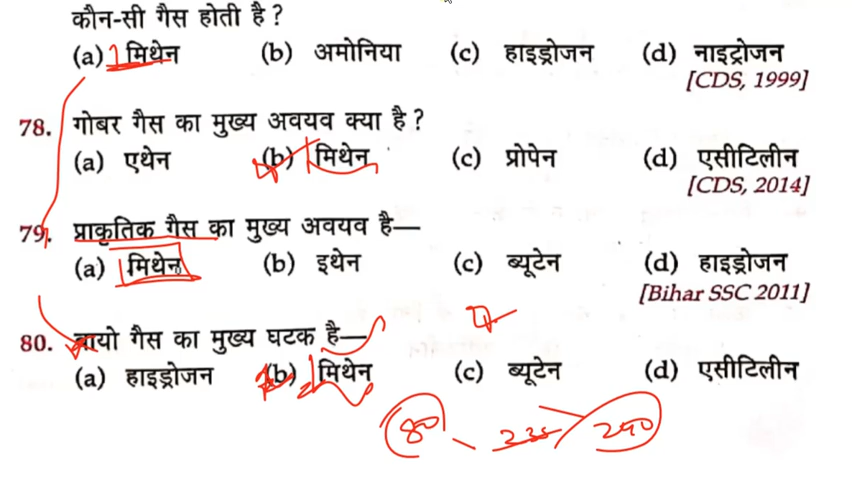 कौन-सी गैस होती है ?
(a) मिथेन (b) अमोनिया (c) हाइड्रोजन (d) नाइट्रोजन
[CDS, 1999]
78. गोबर गैस का मुख्य अवयव क्या है ?
(a) एथेन (b) मिथेन (c) प्रोपेन (d) एसीटिलीन
[CDS, 2014]
79. प्राकृतिक गैस का मुख्य अवयव है—
(a) मिथेन (b) इथेन (c) ब्यूटेन (d) हाइड्रोजन
[Bihar SSC 2011]
80. बायो गैस का मुख्य घटक है—
(a) हाइड्रोजन (b) मिथेन (c) ब्यूटेन (d) एसीटिलीन
80